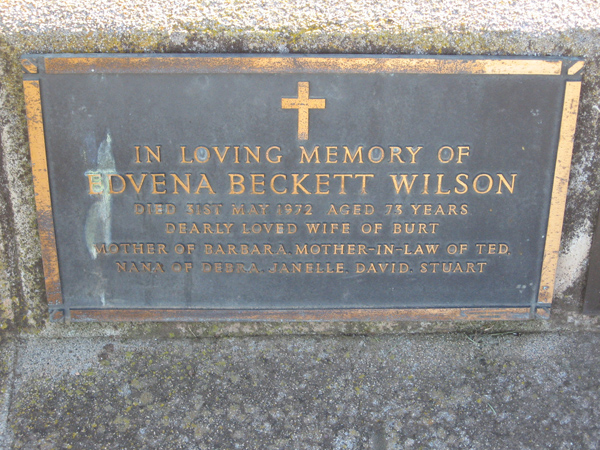 IN LOVING MEMORY OF
EDVENA BECKETT WILSON
DIED 31ST MAY 1972 AGED 73 YEARS
DEARLY LOVED WIFE OF BURT
MOTHER OF BARBARA. MOTHER-IN-LAW OF TED.
NANA OF DEBRA. JANELLE. DAVID. STUART